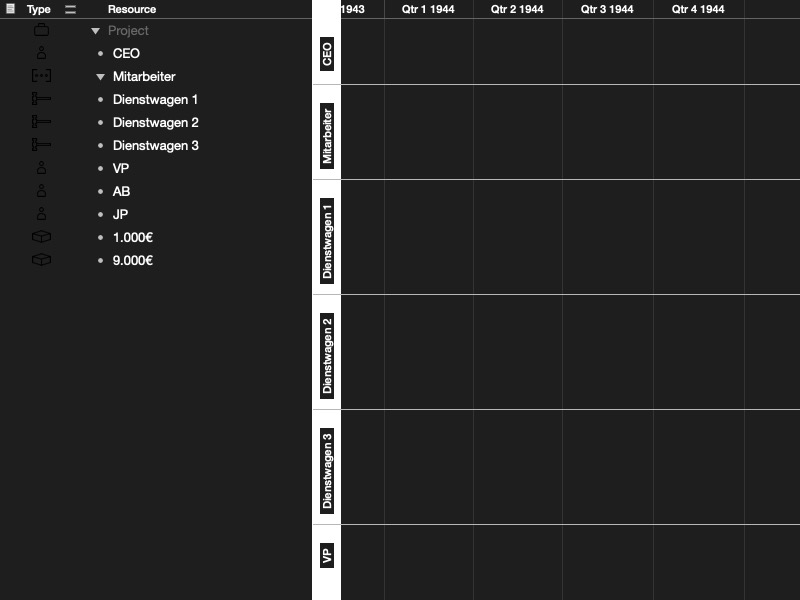 Type Resource
Project
CEO
Mitarbeiter
Dienstwagen 1
Dienstwagen 2
Dienstwagen 3
VP
AB
JP
1.000€
9.000€
1943 Qtr 1 1944 Qtr 2 1944 Qtr 3 1944 Qtr 4 1944
CEO
Mitarbeiter
Dienstwagen 1
Dienstwagen 2
Dienstwagen 3
VP